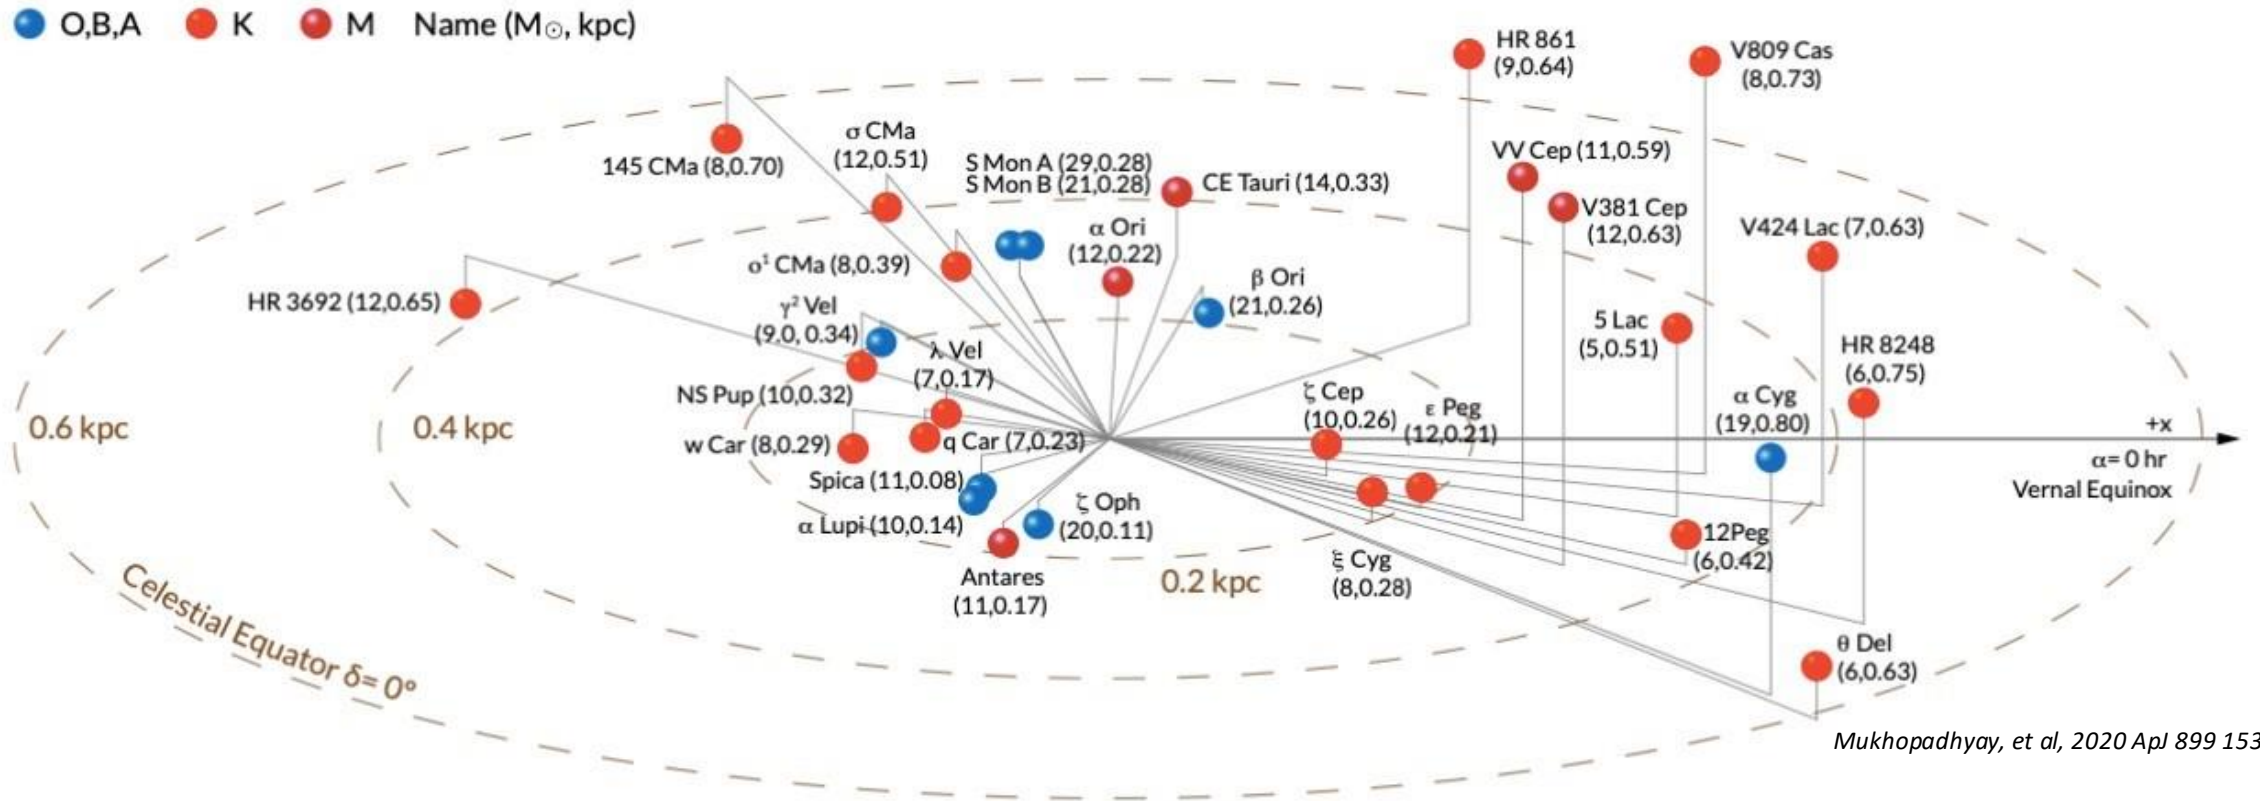 O,B,A K M Name (M☉, kpc)
HR 861
(9,0.64)
V809 Cas
(8,0.73)
145 CMa (8,0.70)
σ CMa
(12,0.51)
S Mon A (29,0.28)
S Mon B (21,0.28)
CE Tauri (14,0.33)
VV Cep (11,0.59)
V381 Cep
(12,0.63)
V424 Lac (7,0.63)
α Ori
(12,0.22)
ο¹ CMa (8,0.39)
β Ori
(21,0.26)
HR 3692 (12,0.65)
γ² Vel
(9.0, 0.34)
5 Lac
(5,0.51)
HR 8248
(6,0.75)
λ Vel
(7,0.17)
NS Pup (10,0.32)
ζ Cep
(10,0.26)
ε Peg
(12,0.21)
α Cyg
(19,0.80)
0.6 kpc
0.4 kpc
+x
w Car (8,0.29)
q Car (7,0.23)
α= 0 hr
Vernal Equinox
Spica (11,0.08)
α Lupi (10,0.14)
ζ Oph
(20,0.11)
12Peg
(6,0.42)
Antares
(11,0.17)
0.2 kpc
ξ Cyg
(8,0.28)
Celestial Equator δ= 0°
θ Del
(6,0.63)
Mukhopadhyay, et al, 2020 ApJ 899 153